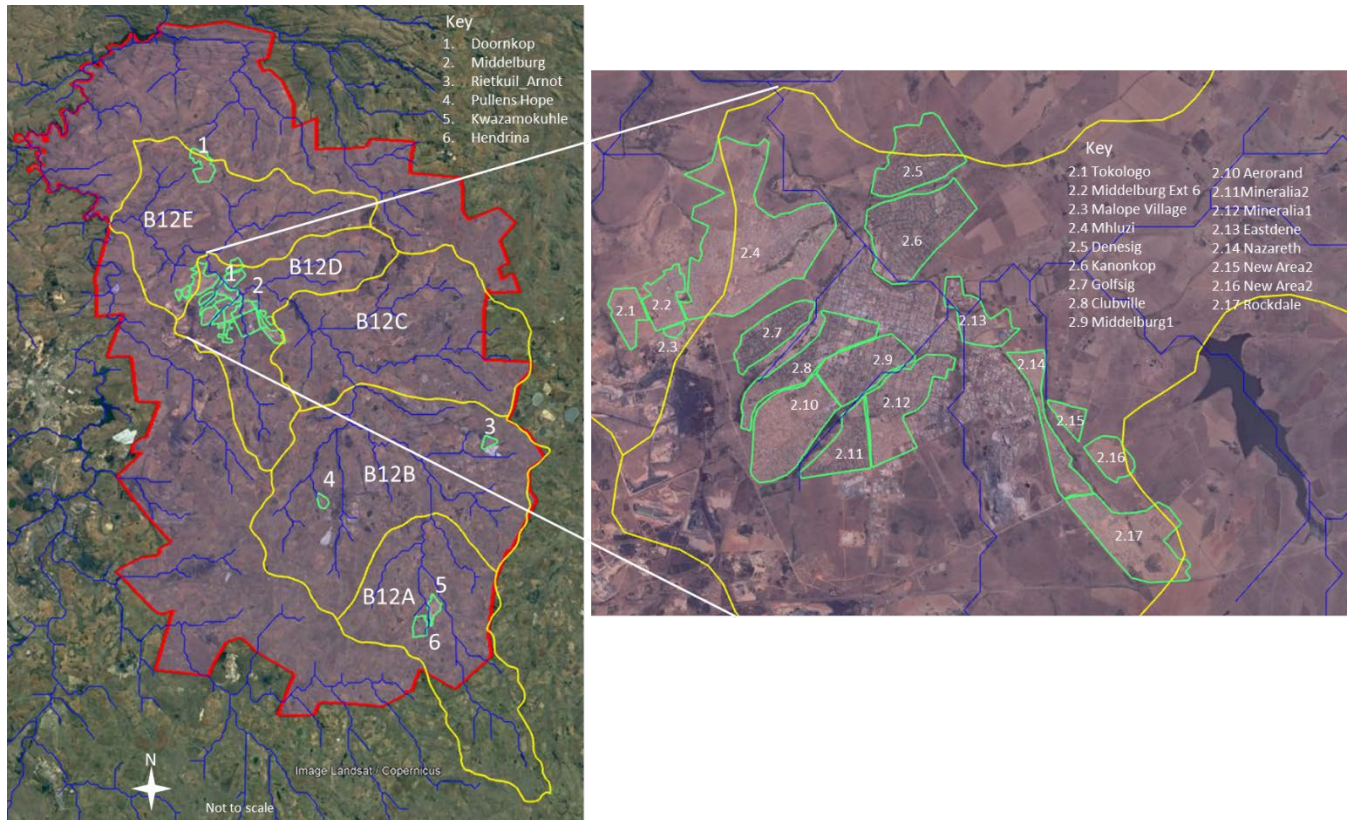 Key
1. Doornkop
2. Middelburg
3. Rietkuil_Arnot
4. Pullens Hope
5. Kwazamokuhle
6. Hendrina
1
B12E
B12D
1
2
B12C
3
4
B12B
5
B12A
6
N
Image Landsat / Copernicus
Not to scale
Key
2.1 Tokologo
2.2 Middelburg Ext 6
2.3 Malope Village
2.4 Mhluzi
2.5 Denesig
2.6 Kanonkop
2.7 Golfsig
2.8 Clubville
2.9 Middelburg1
2.10 Aerorand
2.11Mineralia2
2.12 Mineralia1
2.13 Eastdene
2.14 Nazareth
2.15 New Area2
2.16 New Area2
2.17 Rockdale
2.5
2.6
2.4
2.1
2.2
2.3
2.7
2.13
2.8
2.9
2.14
2.10
2.12
2.15
2.11
2.16
2.17